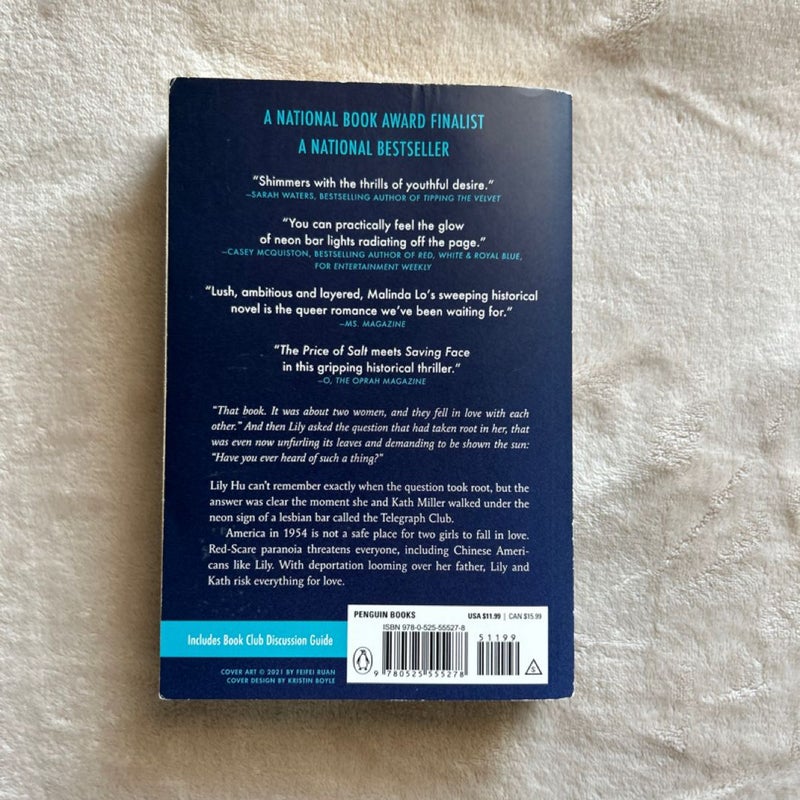 A NATIONAL BOOK AWARD FINALIST
A NATIONAL BESTSELLER
“Shimmers with the thrills of youthful desire.”
–SARAH WATERS, BESTSELLING AUTHOR OF TIPPING THE VELVET
“You can practically feel the glow
of neon bar lights radiating off the page.”
–CASEY MCQUISTON, BESTSELLING AUTHOR OF RED, WHITE & ROYAL BLUE,
FOR ENTERTAINMENT WEEKLY
“Lush, ambitious and layered, Malinda Lo’s sweeping historical
novel is the queer romance we’ve been waiting for.”
–MS. MAGAZINE
“The Price of Salt meets Saving Face
in this gripping historical thriller.”
–O, THE OPRAH MAGAZINE
“That book. It was about two women, and they fell in love with each
other.” And then Lily asked the question that had taken root in her, that
was even now unfurling its leaves and demanding to be shown the sun:
“Have you ever heard of such a thing?”
Lily Hu can’t remember exactly when the question took root, but the
answer was clear the moment she and Kath Miller walked under the
neon sign of a lesbian bar called the Telegraph Club.
America in 1954 is not a safe place for two girls to fall in love.
Red-Scare paranoia threatens everyone, including Chinese Ameri-
cans like Lily. With deportation looming over her father, Lily and
Kath risk everything for love.
Includes Book Club Discussion Guide
COVER ART © 2021 BY FEIFEI RUAN
COVER DESIGN BY KRISTIN BOYLE
PENGUIN BOOKS
USA $11.99 | CAN $15.99
ISBN 978-0-525-55527-8
51199
9 780525 555278
S